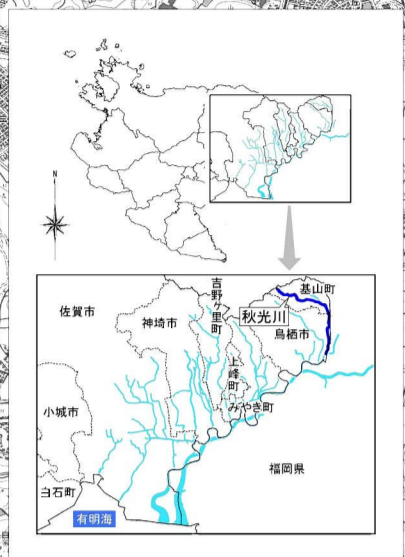 N
基山町
吉野ヶ里町
佐賀市
神埼市
秋光川
鳥栖市
上峰町
みやき町
小城市
福岡県
白石町
有明海